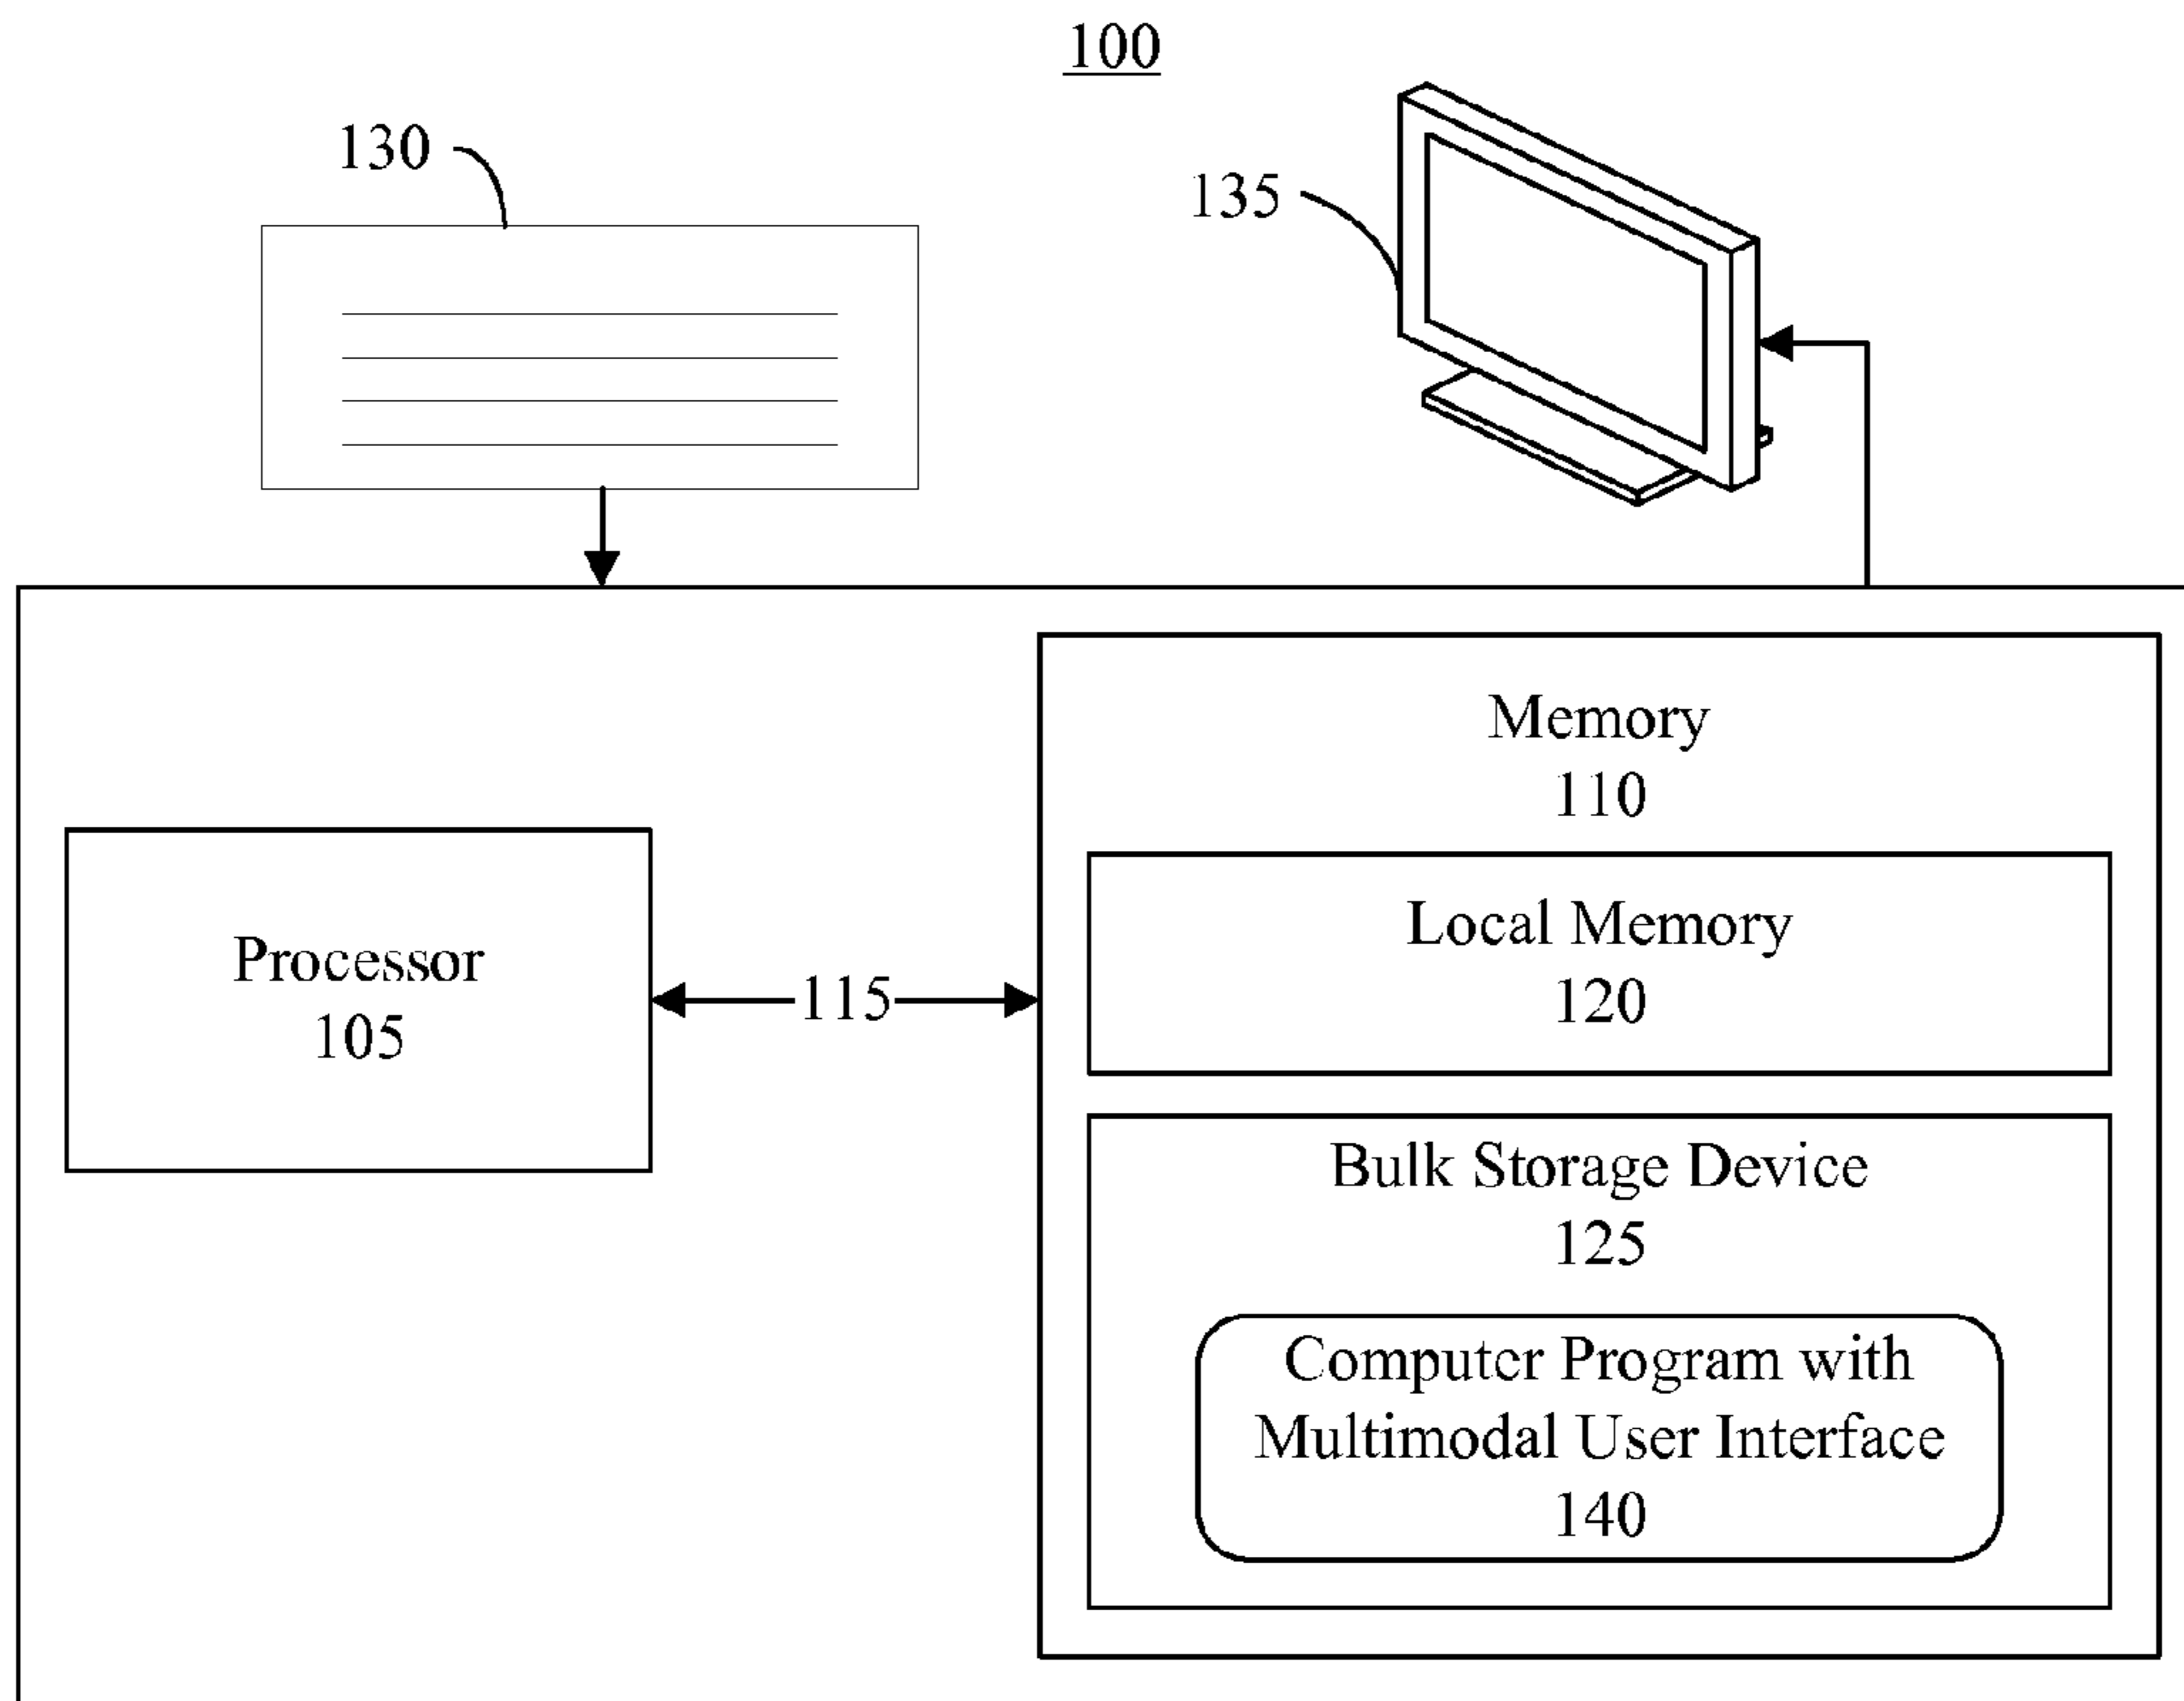 100
130
135
Memory
110
Processor
105
115
Local Memory
120
Bulk Storage Device
125
Computer Program with
Multimodal User Interface
140